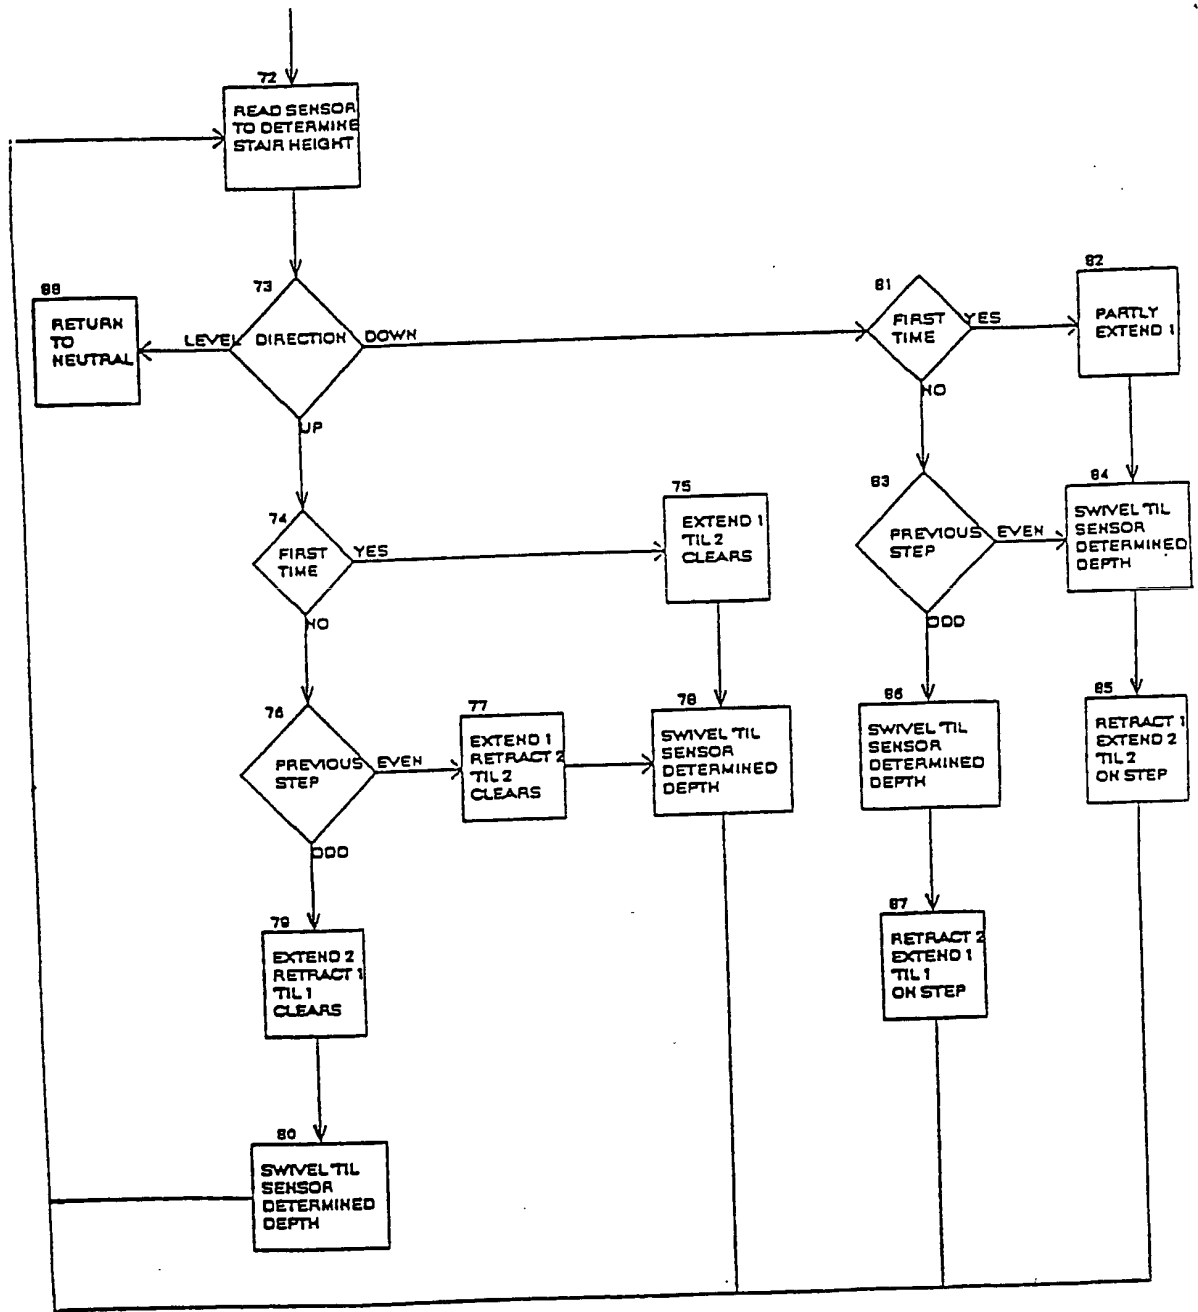 72
READ SENSOR
TO DETERMINE
STAIR HEIGHT
88
RETURN
TO
NEUTRAL
LEVEL
73
DIRECTION
DOWN
UP
81
FIRST
TIME
YES
NO
82
PARTLY
EXTEND 1
74
FIRST
TIME
YES
NO
75
EXTEND 1
'TIL 2
CLEARS
83
PREVIOUS
STEP
EVEN
ODD
84
SWIVEL 'TIL
SENSOR
DETERMINED
DEPTH
76
PREVIOUS
STEP
EVEN
ODD
77
EXTEND 1
RETRACT 2
'TIL 2
CLEARS
78
SWIVEL 'TIL
SENSOR
DETERMINED
DEPTH
86
SWIVEL 'TIL
SENSOR
DETERMINED
DEPTH
85
RETRACT 1
EXTEND 2
TIL 2
ON STEP
79
EXTEND 2
RETRACT 1
'TIL 1
CLEARS
87
RETRACT 2
EXTEND 1
TIL 1
ON STEP
80
SWIVEL 'TIL
SENSOR
DETERMINED
DEPTH